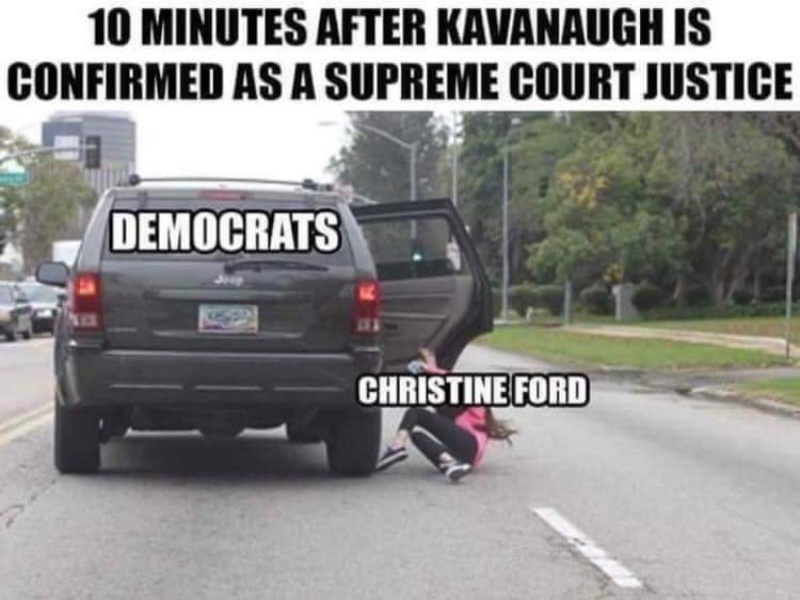 10 MINUTES AFTER KAVANAUGH IS
CONFIRMED AS A SUPREME COURT JUSTICE
DEMOCRATS
Jeep
CHRISTINE FORD